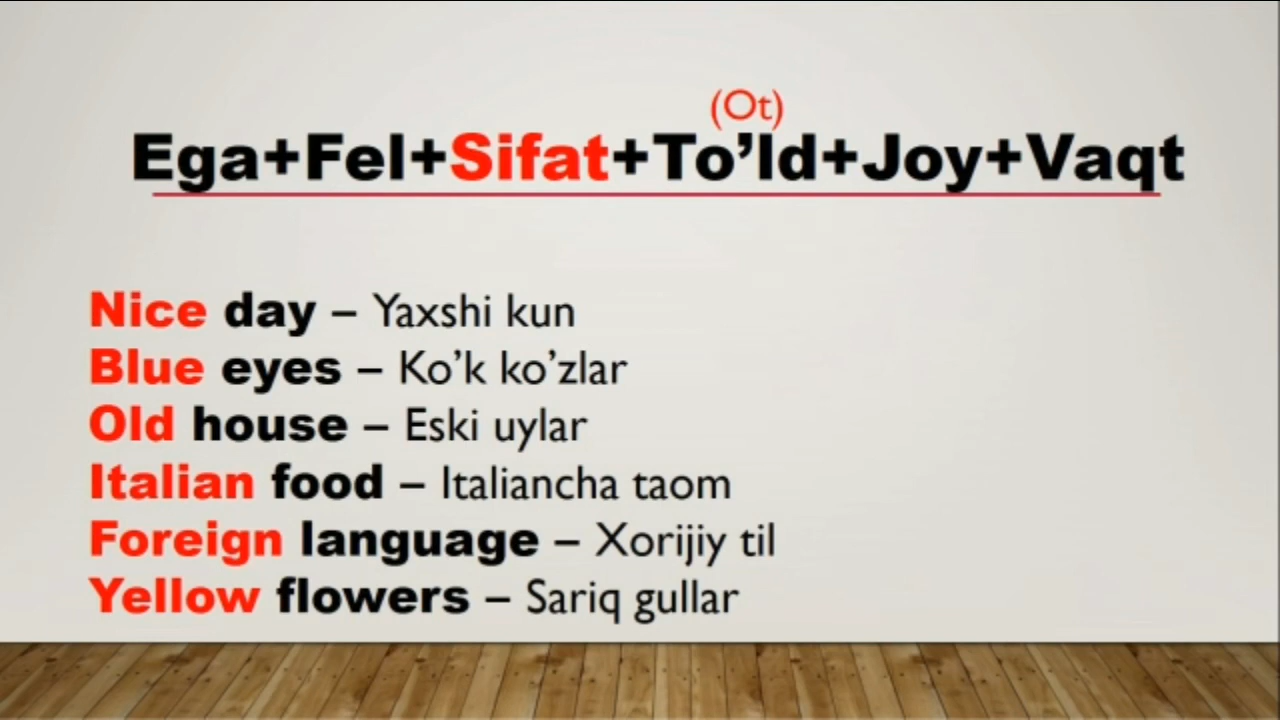 (Ot)
Ega+Fel+Sifat+To’ld+Joy+Vaqt
Nice day – Yaxshi kun
Blue eyes – Ko’k ko’zlar
Old house – Eski uylar
Italian food – Italiancha taom
Foreign language – Xorijiy til
Yellow flowers – Sariq gullar